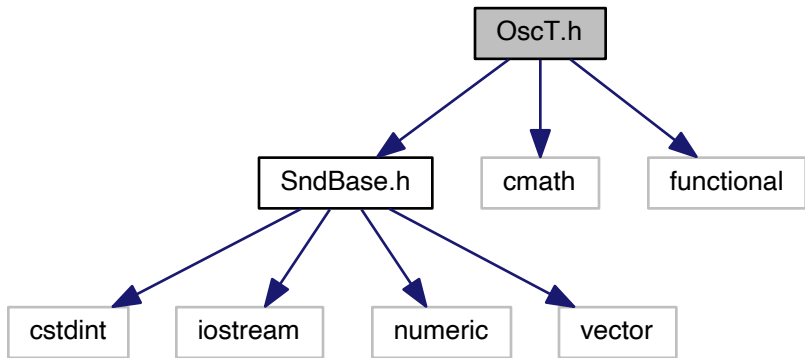 OscT.h
SndBase.h
cmath
functional
cstdint
iostream
numeric
vector